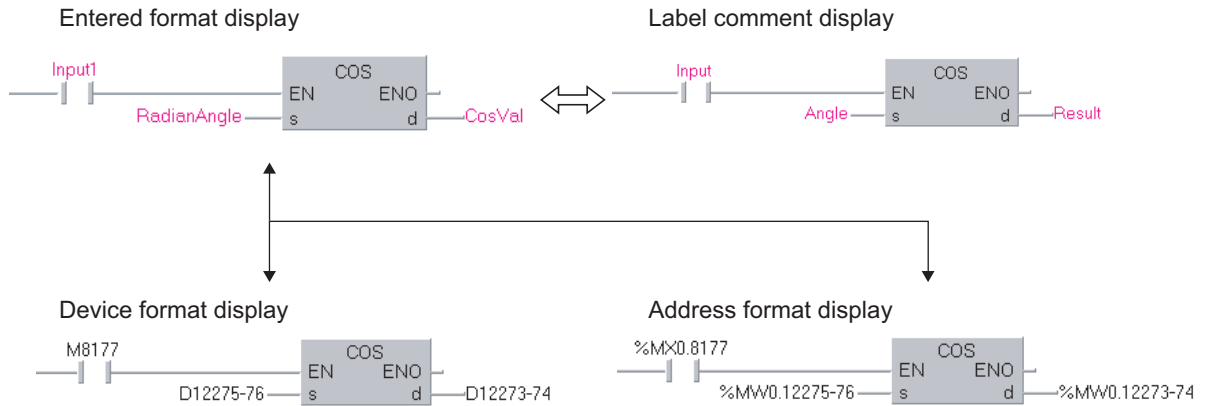 Entered format display
Label comment display
Input1
COS
EN ENO
RadianAngle s d CosVal
Input
COS
EN ENO
Angle s d Result
Device format display
Address format display
M8177
COS
EN ENO
D12275-76 s d D12273-74
%MX0.8177
COS
EN ENO
%MW0.12275-76 s d %MW0.12273-74